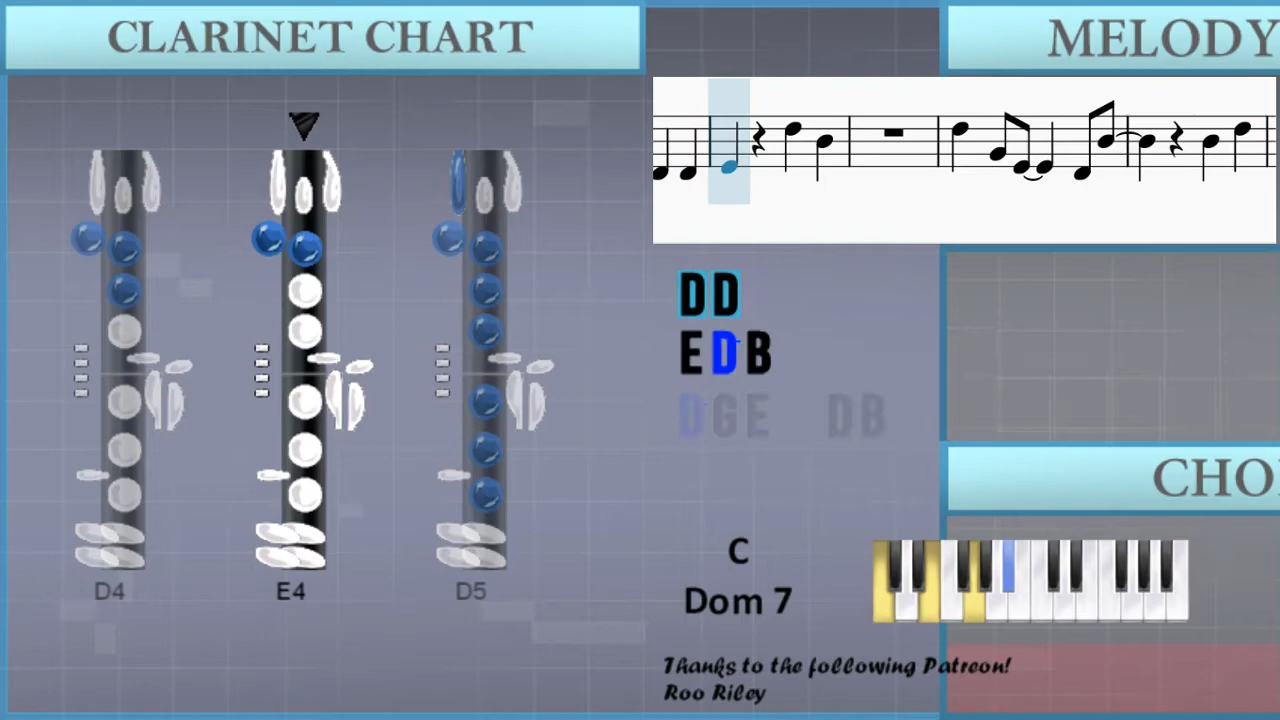 CLARINET CHART
MELODY
D4
E4
D5
DD
EDB
DGE DB
CHO
C
Dom 7
Thanks to the following Patreon!
Roo Riley